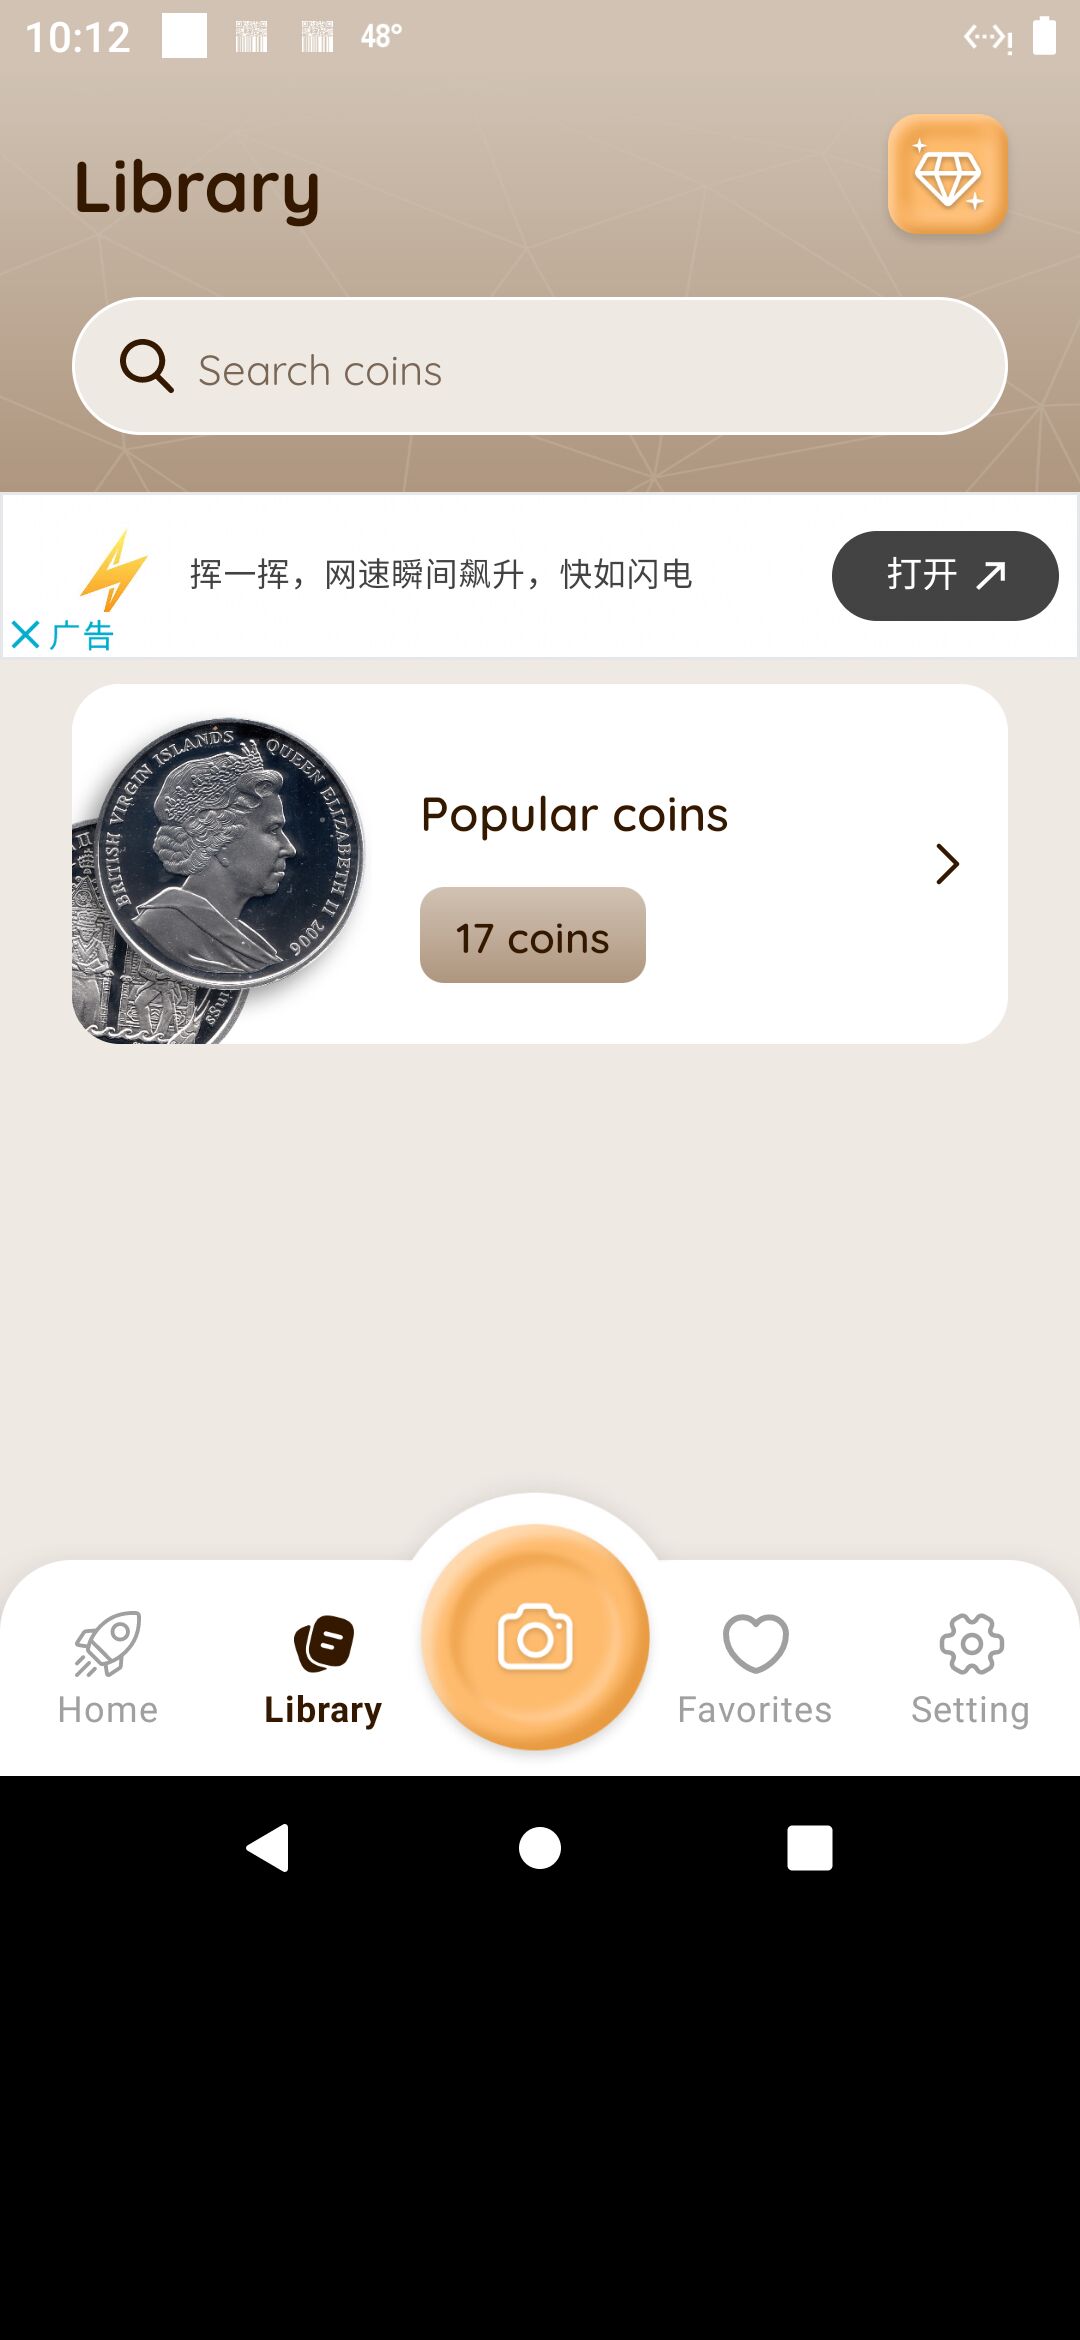 10:12 48°
Library
Search coins
挥一挥，网速瞬间飙升，快如闪电
打开
广告
BRITISH VIRGIN ISLANDS QUEEN ELIZABETH II 2006
Popular coins
17 coins
Home
Library
Favorites
Setting